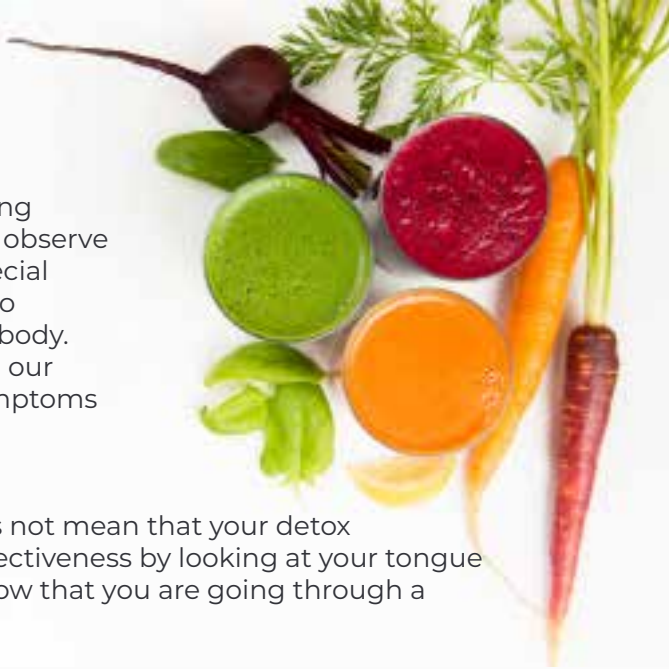 ng
observe
ecial
o
body.
our
mptoms
s not mean that your detox
ectiveness by looking at your tongue
ow that you are going through a